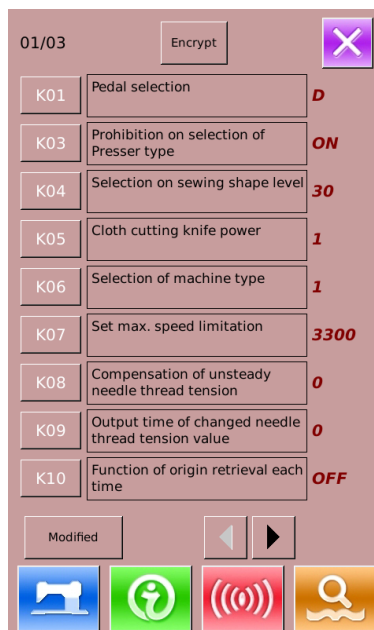 01/03
Encrypt
K01
Pedal selection
D
K03
Prohibition on selection of
Presser type
ON
K04
Selection on sewing shape level
30
K05
Cloth cutting knife power
1
K06
Selection of machine type
1
K07
Set max. speed limitation
3300
K08
Compensation of unsteady
needle thread tension
0
K09
Output time of changed needle
thread tension value
0
K10
Function of origin retrieval each
time
OFF
Modified